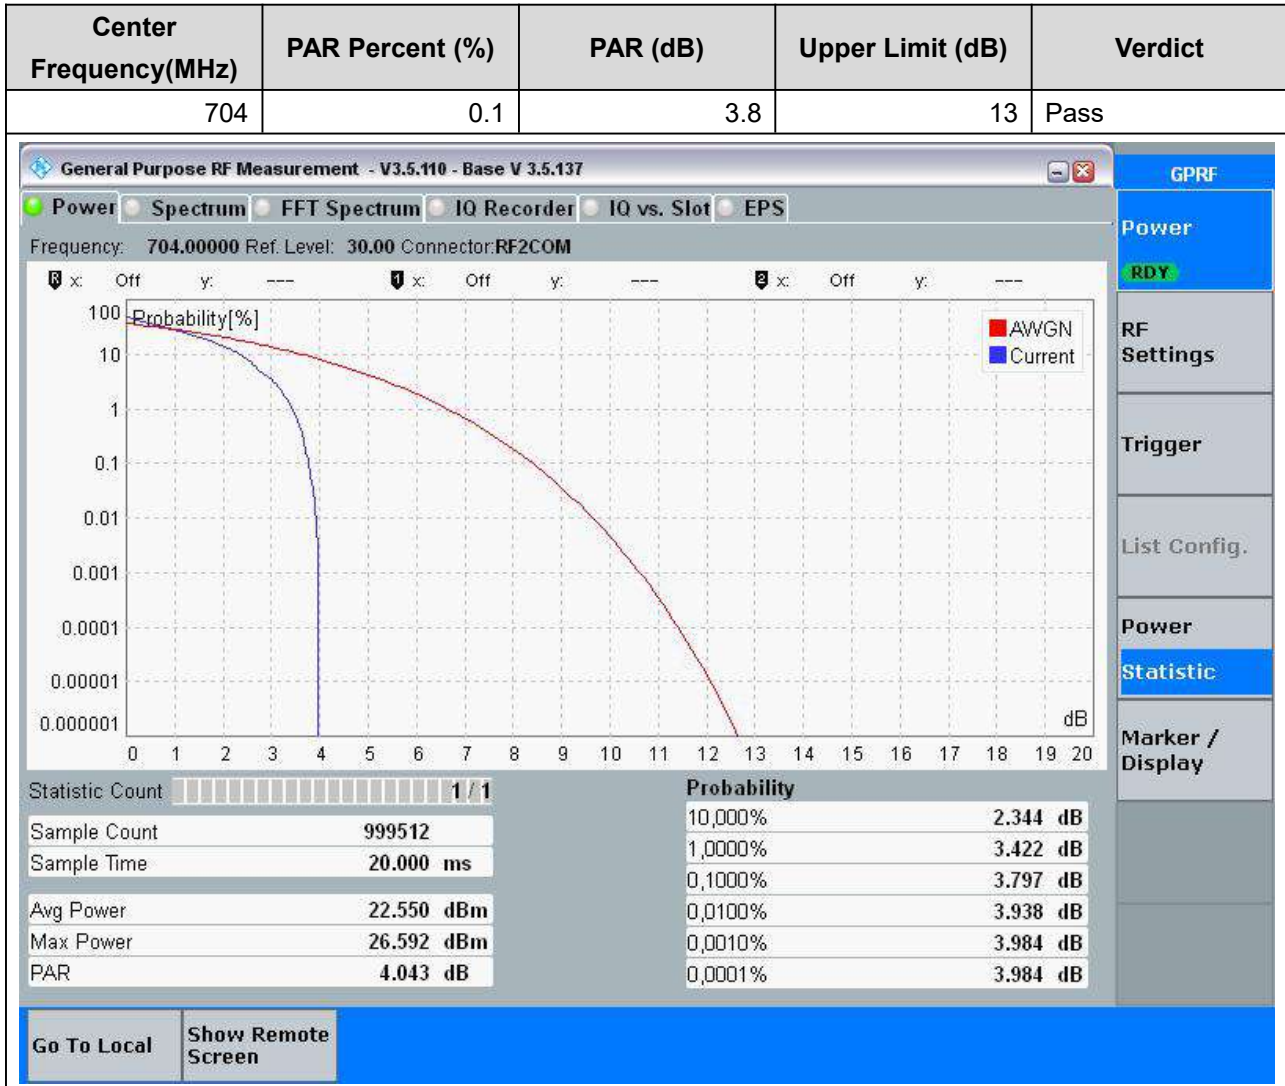 Center Frequency(MHz) PAR Percent (%) PAR (dB) Upper Limit (dB) Verdict
704 0.1 3.8 13 Pass
General Purpose RF Measurement - V3.5.110 - Base V 3.5.137
GPRF
Power Spectrum FFT Spectrum IQ Recorder IQ vs. Slot EPS
Frequency: 704.00000 Ref. Level: 30.00 Connector:RF2COM
R x: Off y: --- 1 x: Off y: --- 2 x: Off y: ---
Probability[%]
AWGN
Current
100
10
1
0.1
0.01
0.001
0.0001
0.00001
0.000001
dB
0 1 2 3 4 5 6 7 8 9 10 11 12 13 14 15 16 17 18 19 20
Statistic Count 1 / 1
Sample Count 999512
Sample Time 20.000 ms
Avg Power 22.550 dBm
Max Power 26.592 dBm
PAR 4.043 dB
Probability
10,000% 2.344 dB
1,0000% 3.422 dB
0,1000% 3.797 dB
0,0100% 3.938 dB
0,0010% 3.984 dB
0,0001% 3.984 dB
Power
RDY
RF
Settings
Trigger
List Config.
Power
Statistic
Marker /
Display
Go To Local
Show Remote
Screen